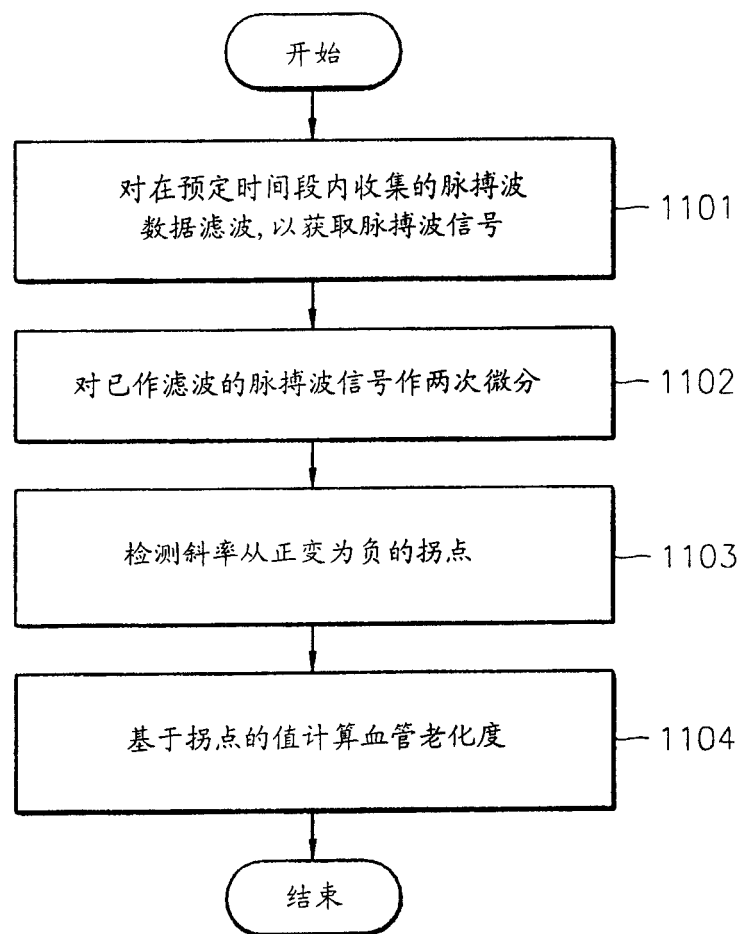 开始
对在预定时间段内收集的脉搏波
数据滤波,以获取脉搏波信号
1101
对已作滤波的脉搏波信号作两次微分
1102
检测斜率从正变为负的拐点
1103
基于拐点的值计算血管老化度
1104
结束